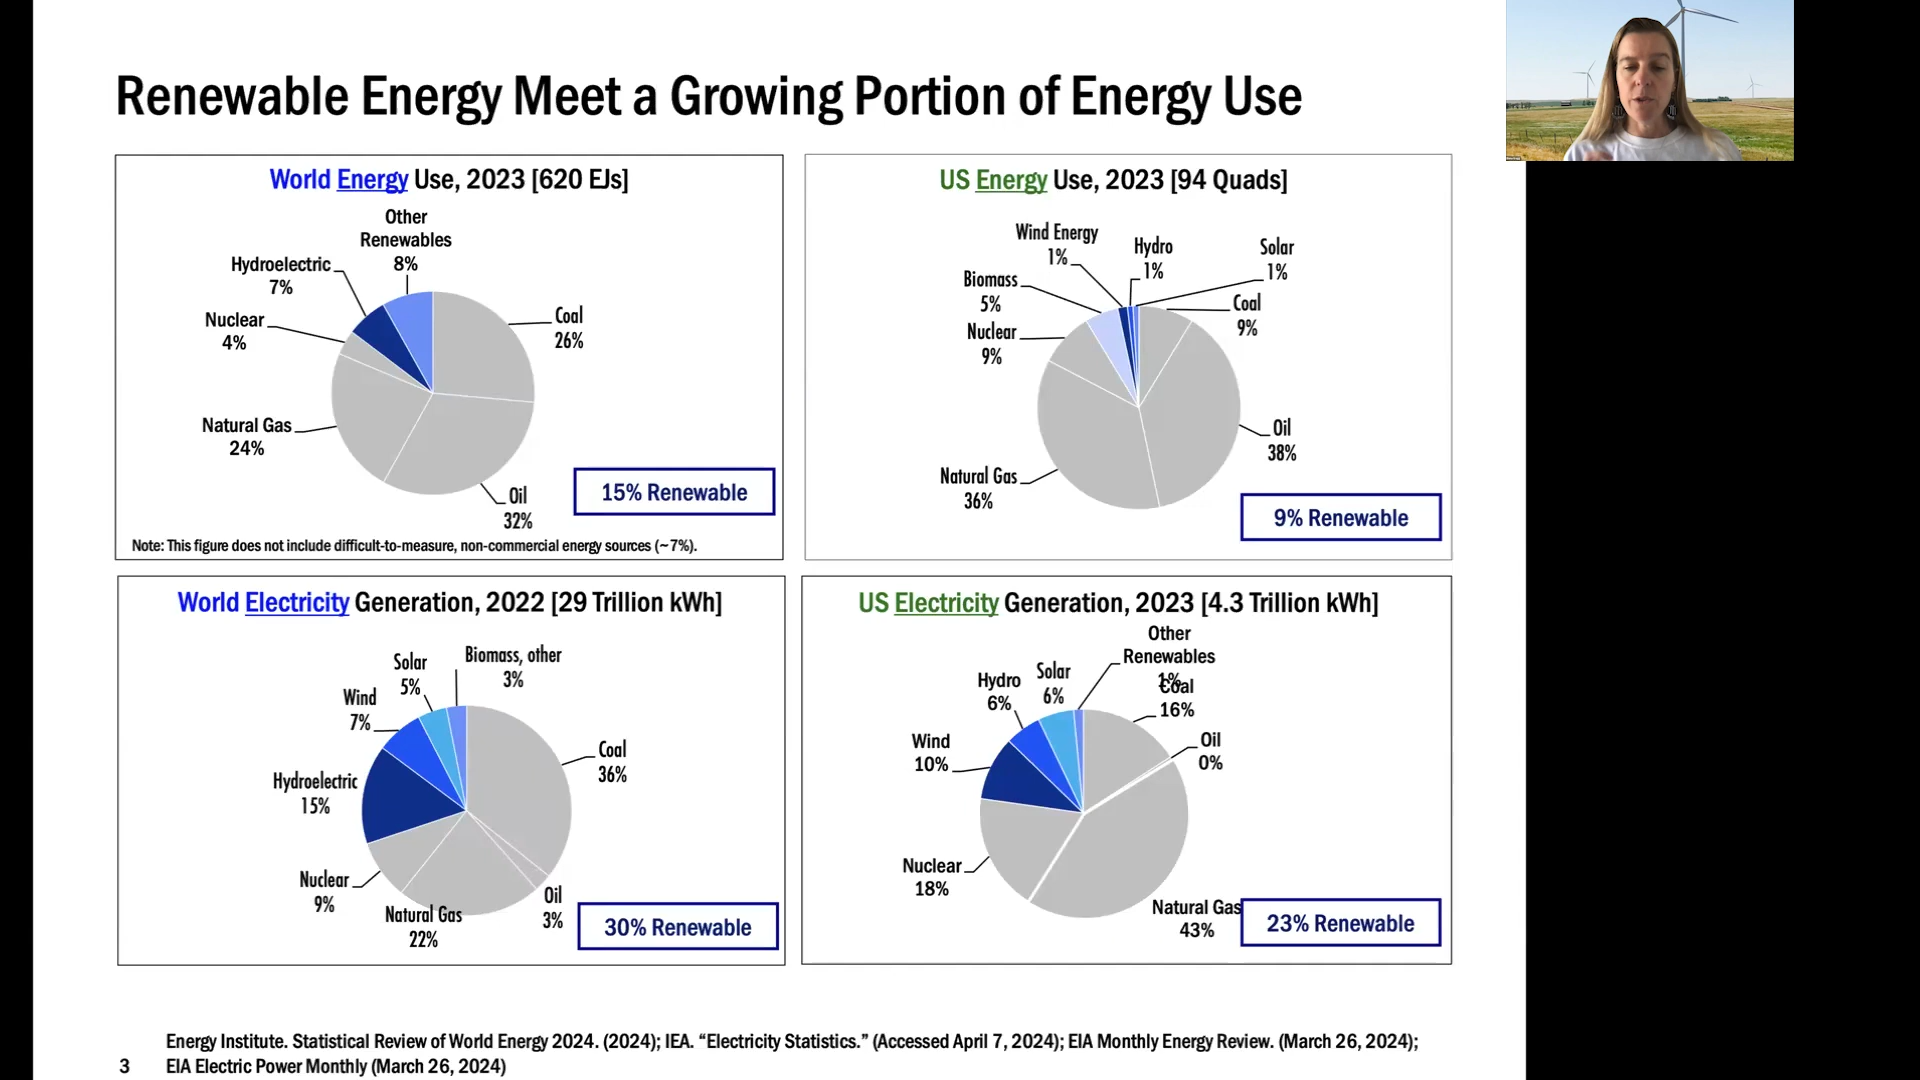 Renewable Energy Meet a Growing Portion of Energy Use
World Energy Use, 2023 [620 EJs]
Other
Renewables
8%
Hydroelectric
7%
Nuclear
4%
Coal
26%
Natural Gas
24%
Oil
32%
15% Renewable
Note: This figure does not include difficult-to-measure, non-commercial energy sources (~7%).
US Energy Use, 2023 [94 Quads]
Wind Energy
1%
Hydro
1%
Solar
1%
Biomass
5%
Coal
9%
Nuclear
9%
Oil
38%
Natural Gas
36%
9% Renewable
World Electricity Generation, 2022 [29 Trillion kWh]
Biomass, other
3%
Solar
5%
Wind
7%
Coal
36%
Hydroelectric
15%
Nuclear
9%
Oil
3%
Natural Gas
22%
30% Renewable
US Electricity Generation, 2023 [4.3 Trillion kWh]
Other
Renewables
1%
Coal
16%
Solar
6%
Hydro
6%
Oil
0%
Wind
10%
Nuclear
18%
Natural Gas
43%
23% Renewable
Energy Institute. Statistical Review of World Energy 2024. (2024); IEA. “Electricity Statistics.” (Accessed April 7, 2024); EIA Monthly Energy Review. (March 26, 2024);
3 EIA Electric Power Monthly (March 26, 2024)